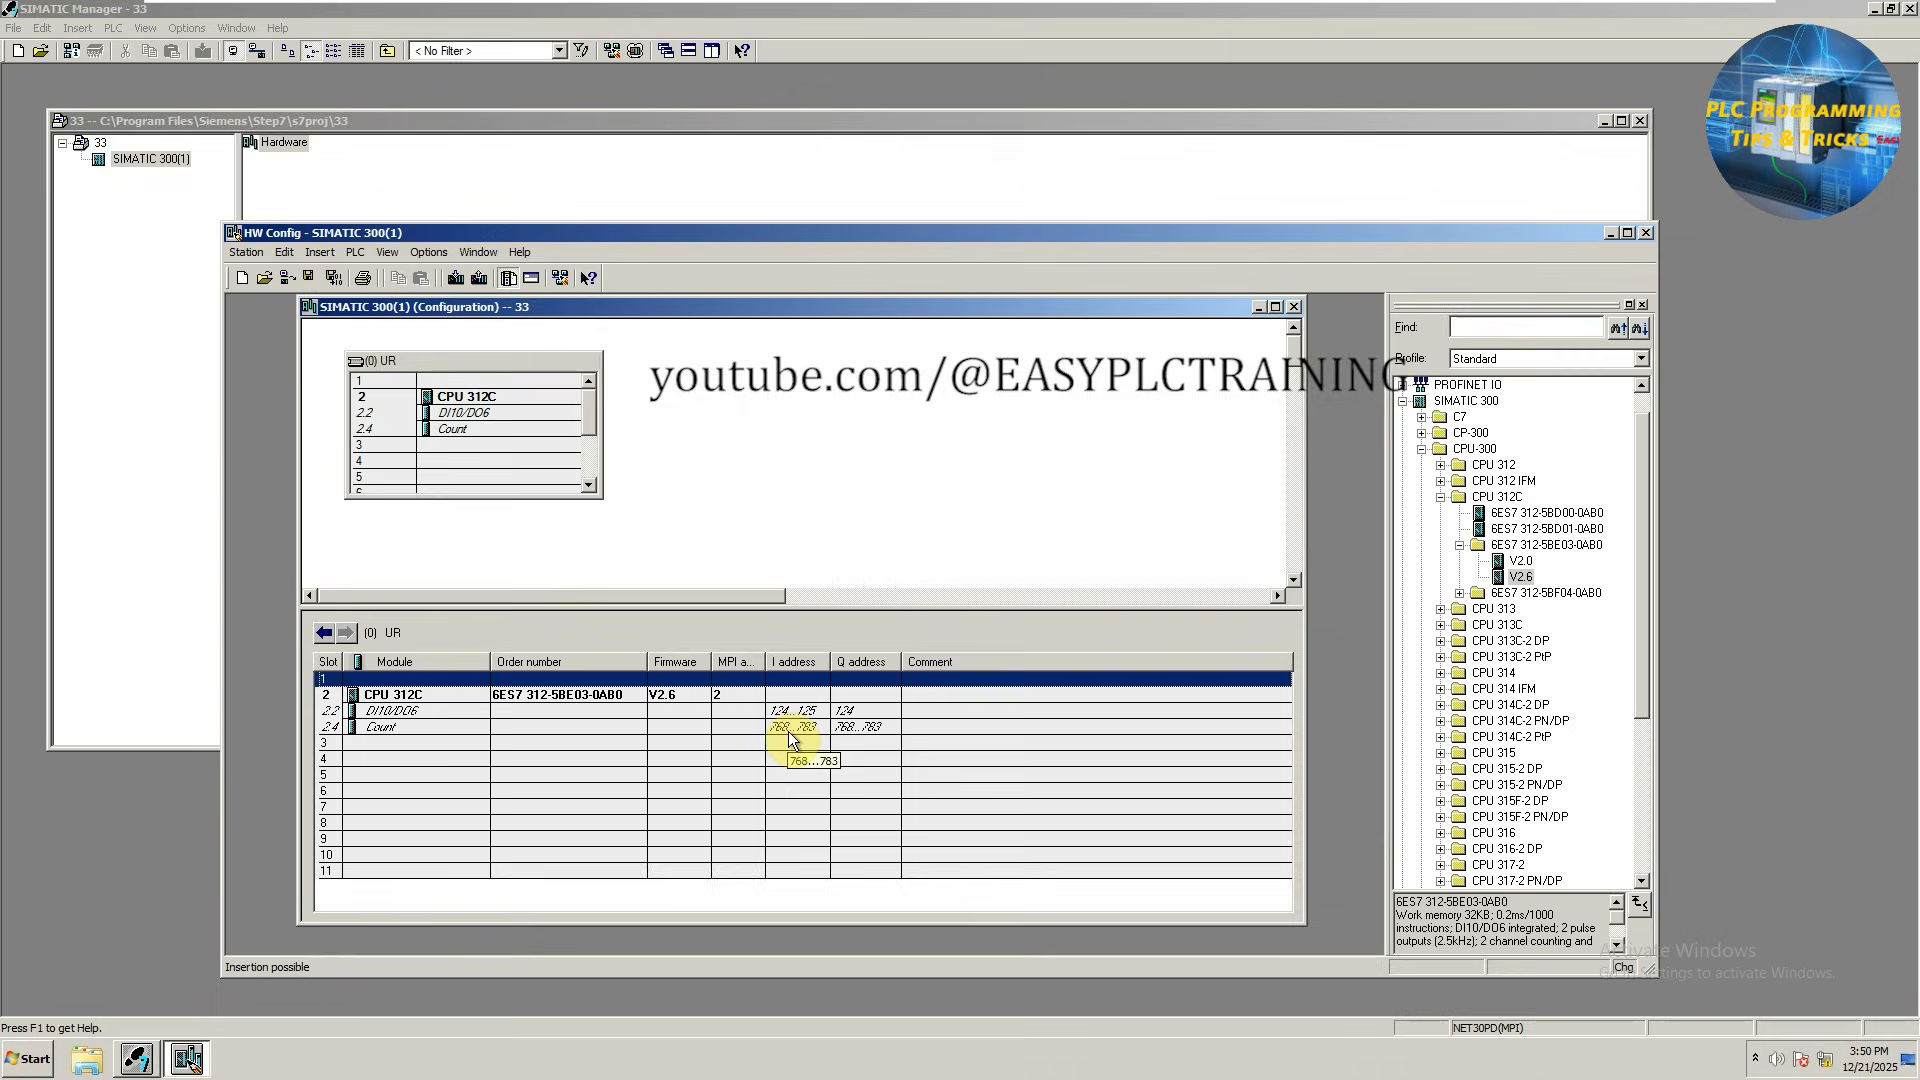 SIMATIC Manager - 33
File Edit Insert PLC View Options Window Help
< No Filter >
PLC PROGRAMMING
TIPS & TRICKS EASY
33 -- C:\Program Files\Siemens\Step7\s7proj\33
33
SIMATIC 300(1)
Hardware
HW Config - SIMATIC 300(1)
Station Edit Insert PLC View Options Window Help
SIMATIC 300(1) (Configuration) -- 33
(0) UR
1
2 CPU 312C
2.2 DI10/DO6
2.4 Count
3
4
5
6
youtube.com/@EASYPLCTRAINING
Find:
Profile: Standard
PROFINET IO
SIMATIC 300
C7
CP-300
CPU-300
CPU 312
CPU 312 IFM
CPU 312C
6ES7 312-5BD00-0AB0
6ES7 312-5BD01-0AB0
6ES7 312-5BE03-0AB0
V2.0
V2.6
6ES7 312-5BF04-0AB0
CPU 313
CPU 313C
CPU 313C-2 DP
CPU 313C-2 PtP
CPU 314
CPU 314 IFM
CPU 314C-2 DP
CPU 314C-2 PN/DP
CPU 314C-2 PtP
CPU 315
CPU 315-2 DP
CPU 315-2 PN/DP
CPU 315F-2 DP
CPU 315F-2 PN/DP
CPU 316
CPU 316-2 DP
CPU 317-2
CPU 317-2 PN/DP
(0) UR
Slot Module Order number Firmware MPI a... I address Q address Comment
1
2 CPU 312C 6ES7 312-5BE03-0AB0 V2.6 2
2.2 DI10/DO6 124...125 124
2.4 Count 768...783 768...783
3
4
768...783
5
6
7
8
9
10
11
6ES7 312-5BE03-0AB0
Work memory 32KB; 0.2ms/1000
instructions; DI10/DO6 integrated; 2 pulse
outputs (2.5kHz); 2 channel counting and
Activate Windows
Go to Settings to activate Windows.
Insertion possible
Chg
Press F1 to get Help.
NET30PD(MPI)
Start
3:50 PM
12/21/2025